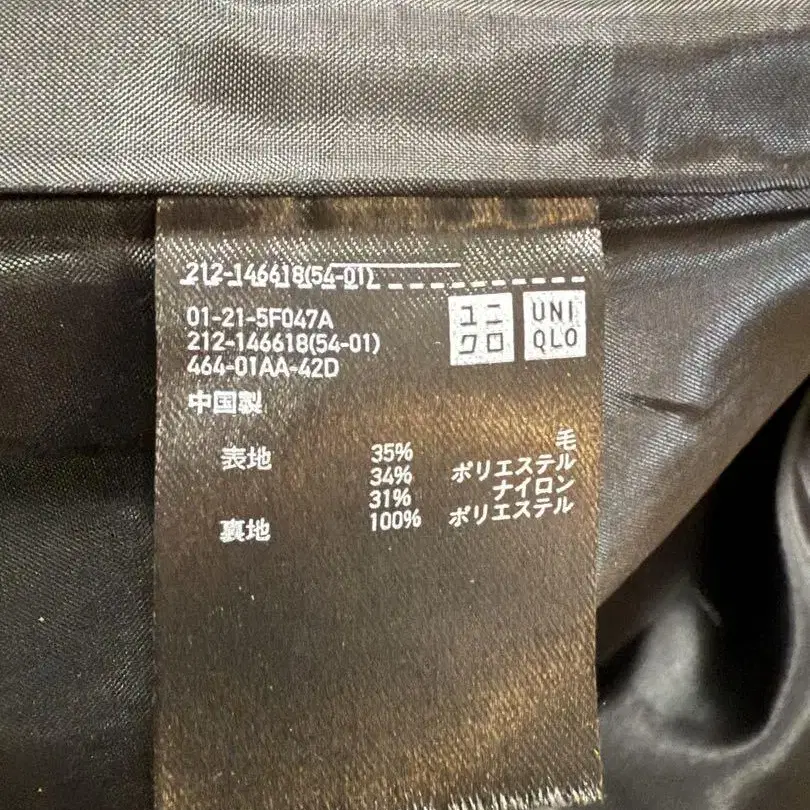 212-146618(54-01)
01-21-5F047A
212-146618(54-01)
464-01AA-42D
ユニ
クロ
UNI
QLO
中国製
表地 35% 毛
34% ポリエステル
31% ナイロン
裏地 100% ポリエステル